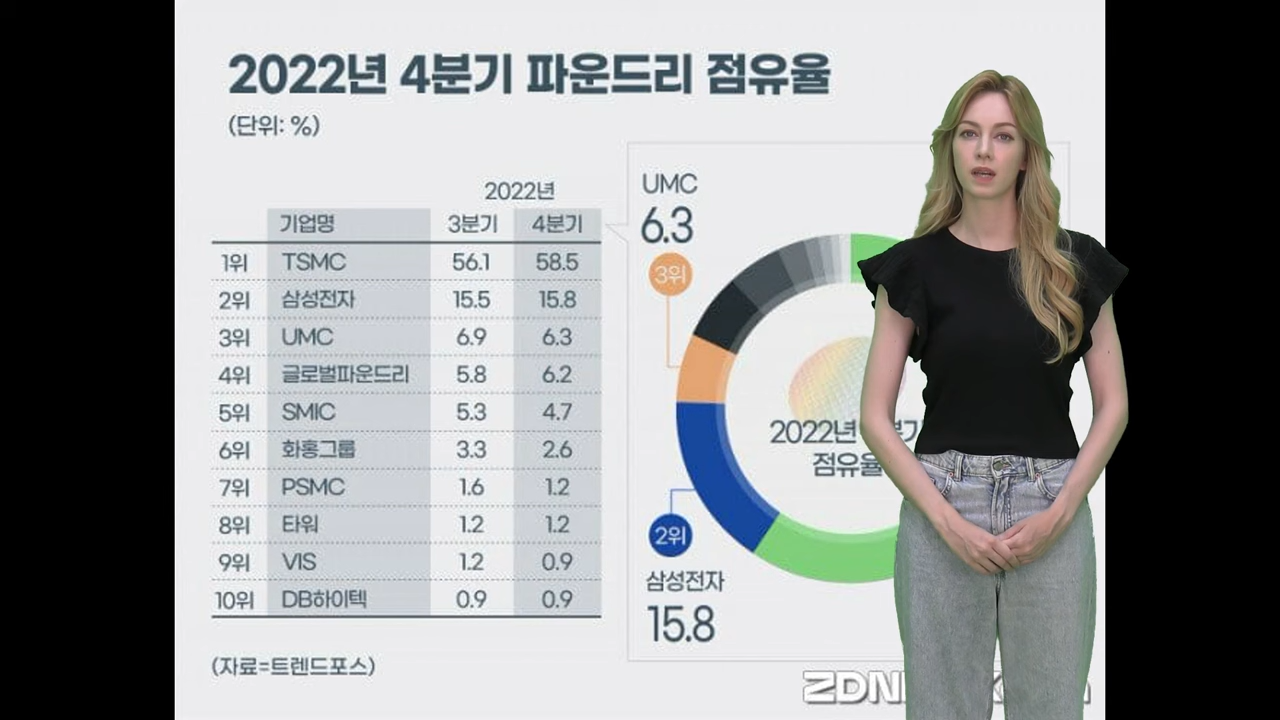 2022년 4분기 파운드리 점유율
(단위: %)
2022년
기업명 3분기 4분기
1위 TSMC 56.1 58.5
2위 삼성전자 15.5 15.8
3위 UMC 6.9 6.3
4위 글로벌파운드리 5.8 6.2
5위 SMIC 5.3 4.7
6위 화홍그룹 3.3 2.6
7위 PSMC 1.6 1.2
8위 타워 1.2 1.2
9위 VIS 1.2 0.9
10위 DB하이텍 0.9 0.9
(자료=트렌드포스)
UMC
6.3
3위
2022년
점유율
2위
삼성전자
15.8